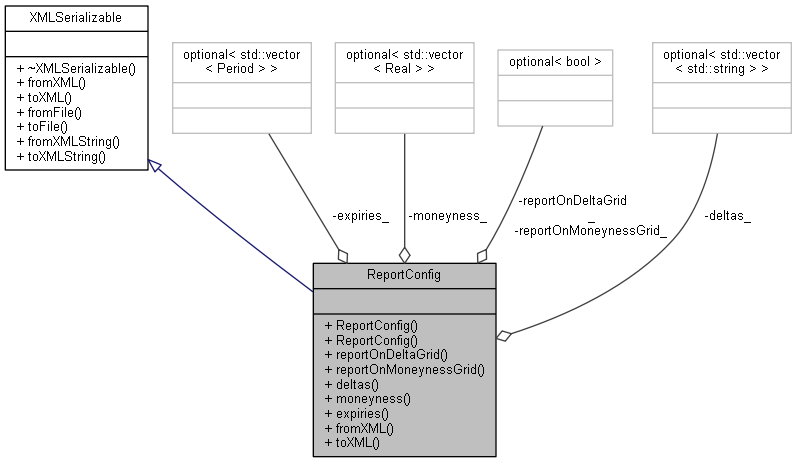 XMLSerializable
+ ~XMLSerializable()
+ fromXML()
+ toXML()
+ fromFile()
+ toFile()
+ fromXMLString()
+ toXMLString()
optional< std::vector
< Period > >
optional< std::vector
< Real > >
optional< bool >
optional< std::vector
< std::string > >
-expiries_
-moneyness_
-reportOnDeltaGrid
_
-reportOnMoneynessGrid_
-deltas_
ReportConfig
+ ReportConfig()
+ ReportConfig()
+ reportOnDeltaGrid()
+ reportOnMoneynessGrid()
+ deltas()
+ moneyness()
+ expiries()
+ fromXML()
+ toXML()